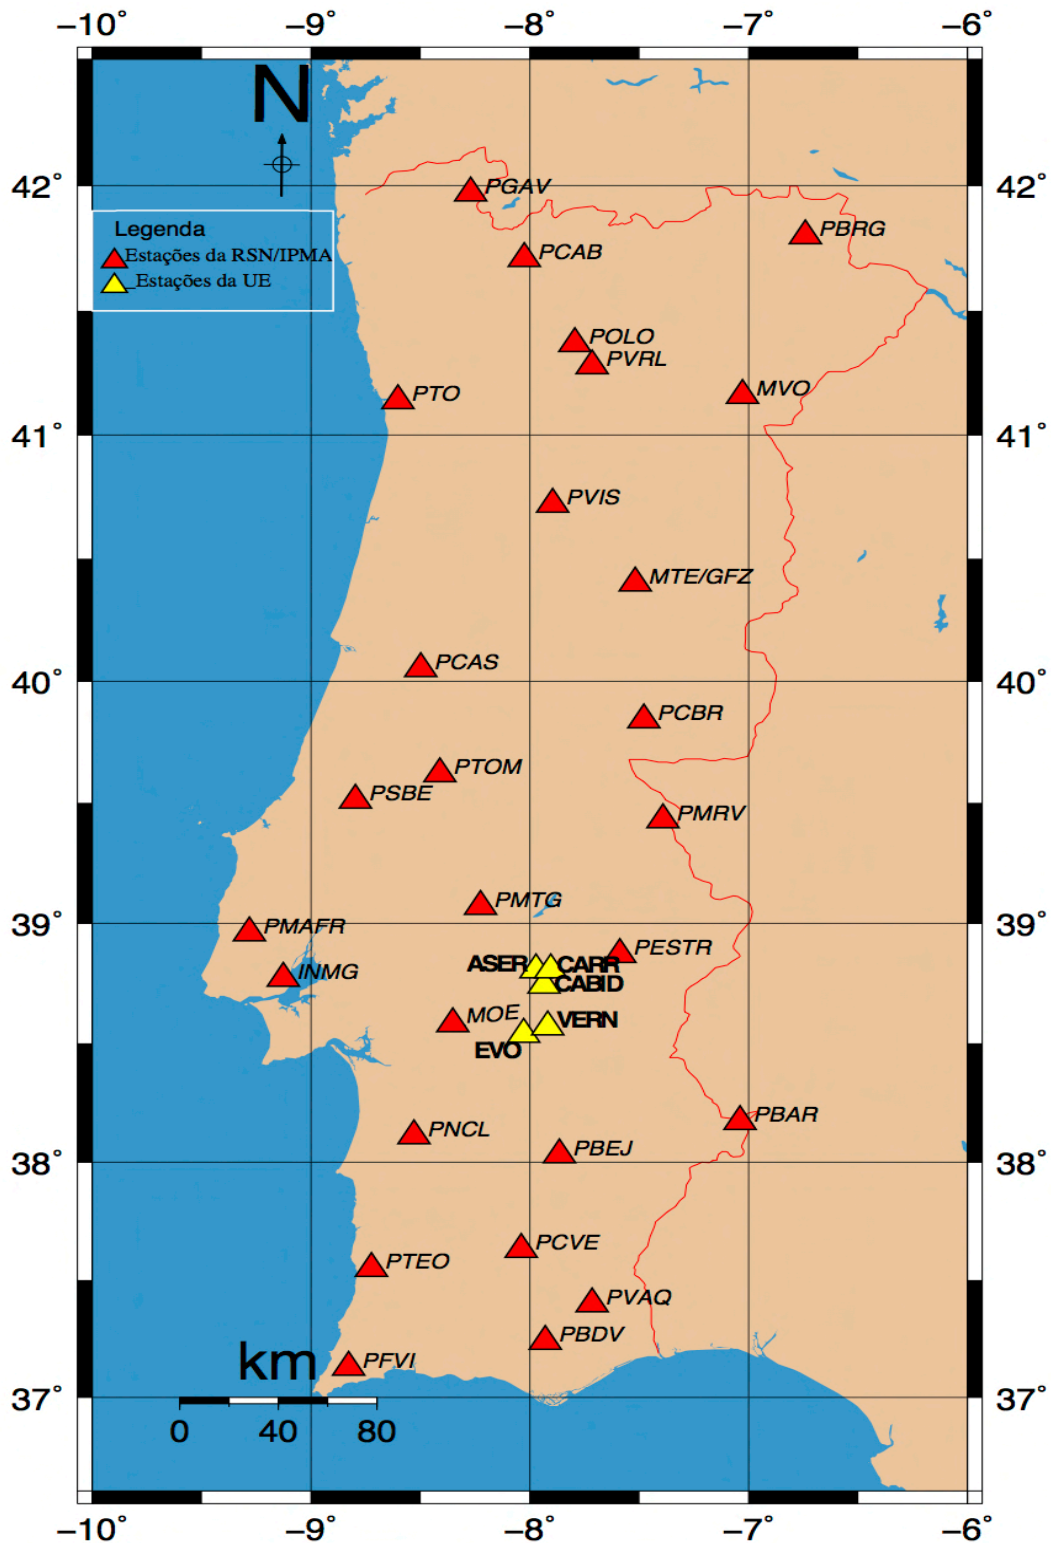 −10° −9° −8° −7° −6°
N
42° 42°
PGAV
Legenda
PBRG
Estações da RSN/IPMA
PCAB
_Estações da UE
POLO
PVRL
PTO
MVO
41° 41°
PVIS
MTE/GFZ
PCAS
40° 40°
PCBR
PTOM
PSBE
PMRV
PMTG
39° 39°
PMAFR
PESTR
ASER CARR
INMG
CABID
MOE
VERN
EVO
PBAR
PNCL
PBEJ
38° 38°
PCVE
PTEO
PVAQ
PBDV
km
PFVI
37° 37°
0 40 80
−10° −9° −8° −7° −6°